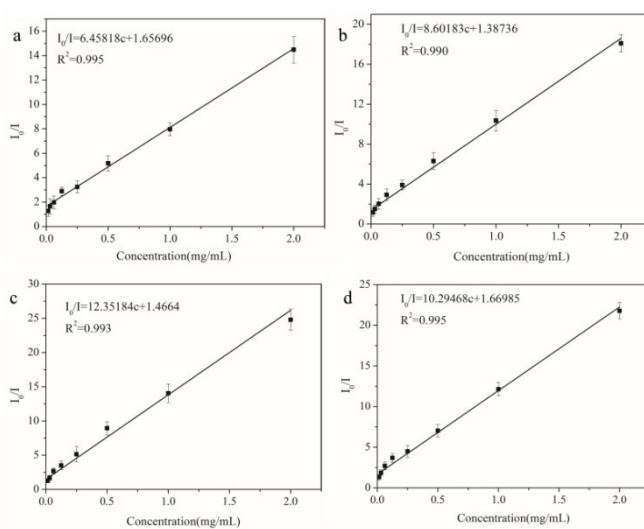 a
I₀/I=6.45818c+1.65696
R²=0.995
16
14
12
10
8
6
4
2
0
I₀/I
0.0 0.5 1.0 1.5 2.0
Concentration(mg/mL)
b
I₀/I=8.60183c+1.38736
R²=0.990
20
16
12
8
4
0
I₀/I
0.0 0.5 1.0 1.5 2.0
Concentration(mg/mL)
c
I₀/I=12.35184c+1.4664
R²=0.993
30
25
20
15
10
5
0
I₀/I
0.0 0.5 1.0 1.5 2.0
Concentration(mg/mL)
d
I₀/I=10.29468c+1.66985
R²=0.995
25
20
15
10
5
0
I₀/I
0.0 0.5 1.0 1.5 2.0
Concentration(mg/mL)